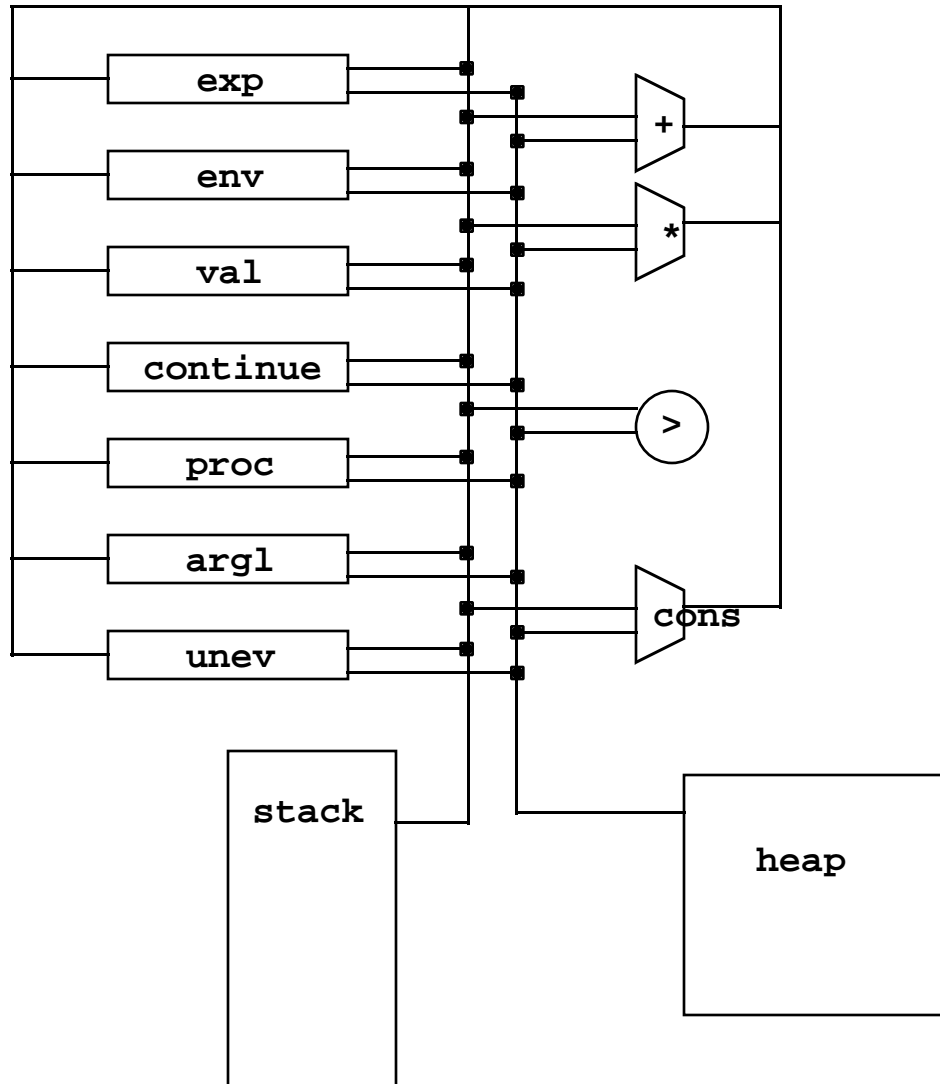 exp
+
env
*
val
continue
>
proc
argl
cons
unev
stack
heap